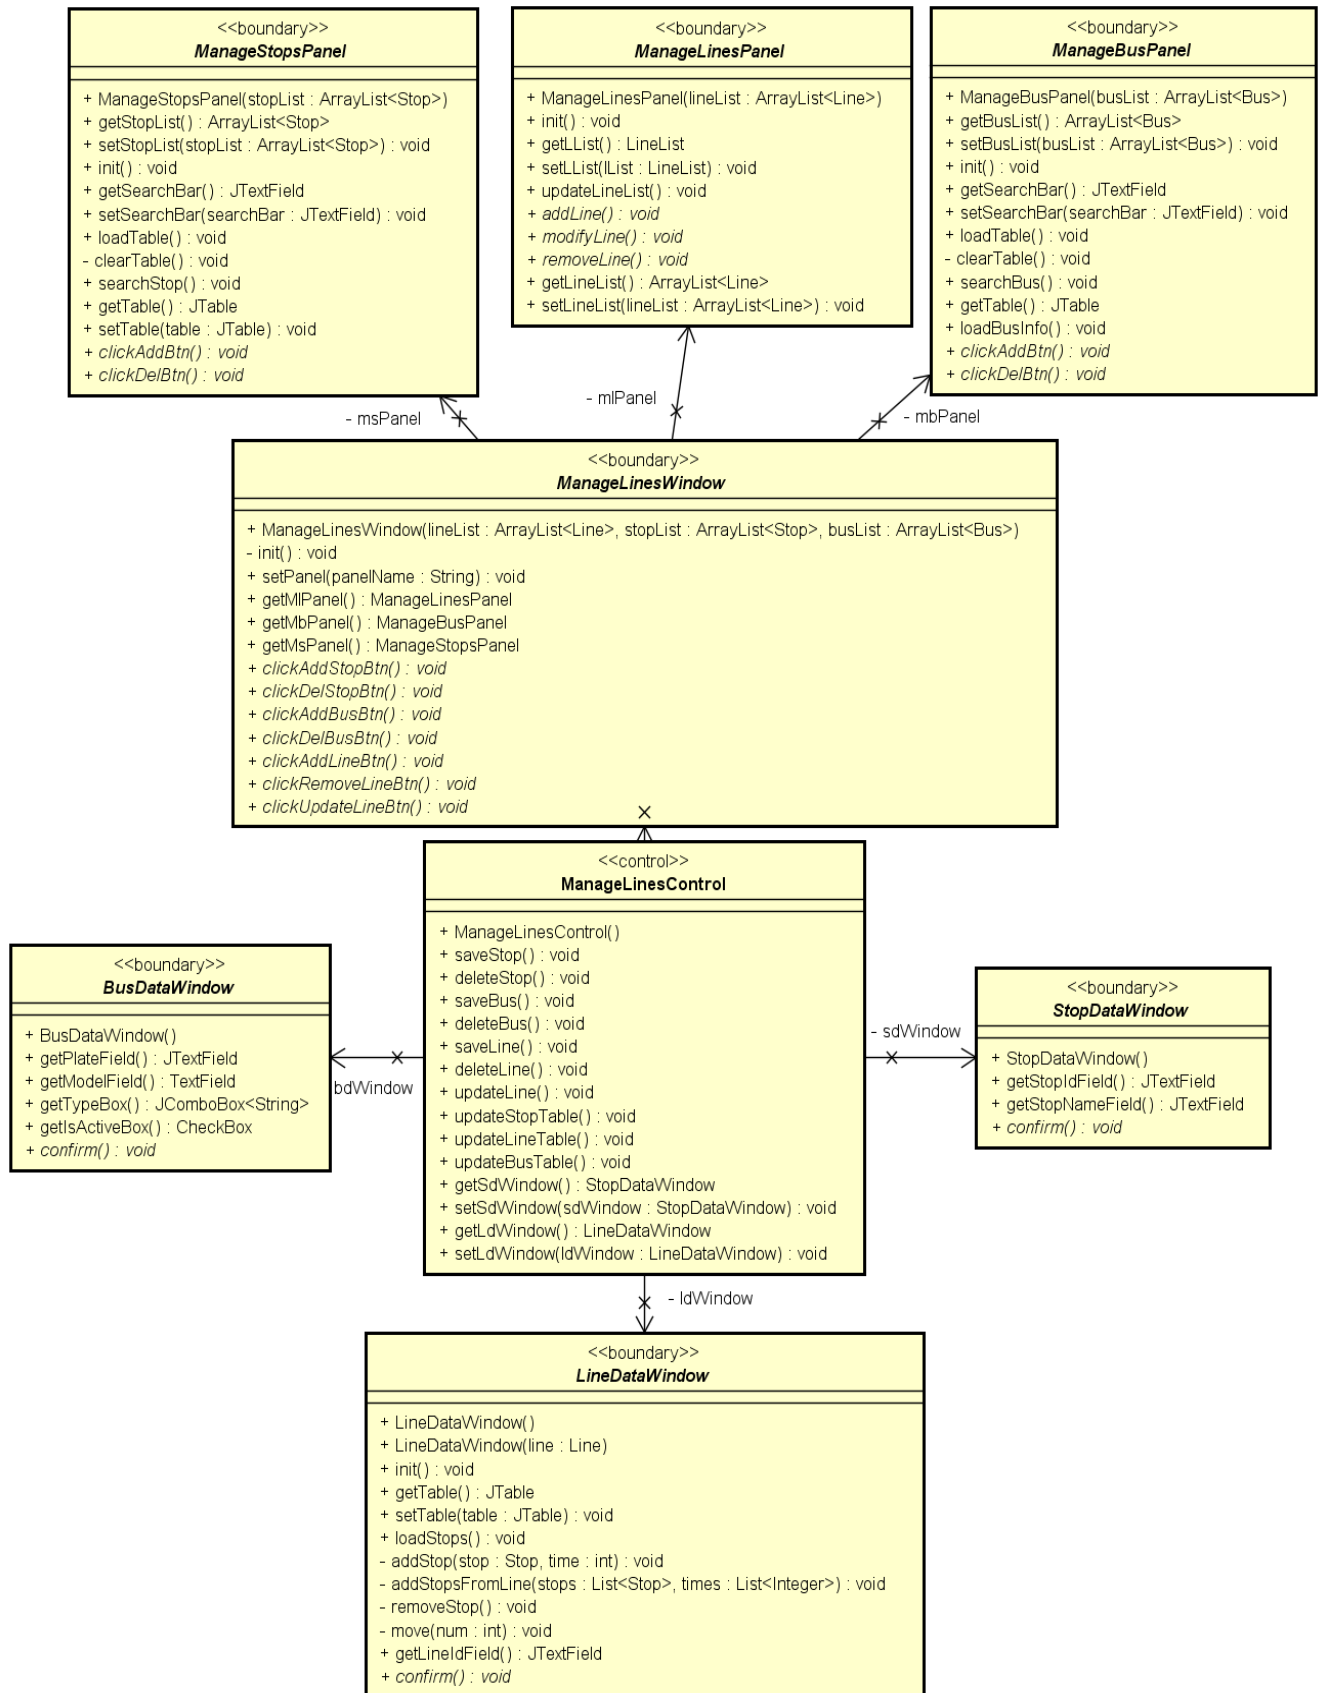 <<boundary>>
ManageStopsPanel
+ ManageStopsPanel(stopList : ArrayList<Stop>)
+ getStopList() : ArrayList<Stop>
+ setStopList(stopList : ArrayList<Stop>) : void
+ init() : void
+ getSearchBar() : JTextField
+ setSearchBar(searchBar : JTextField) : void
+ loadTable() : void
- clearTable() : void
+ searchStop() : void
+ getTable() : JTable
+ setTable(table : JTable) : void
+ clickAddBtn() : void
+ clickDelBtn() : void
<<boundary>>
ManageLinesPanel
+ ManageLinesPanel(lineList : ArrayList<Line>)
+ init() : void
+ getLList() : LineList
+ setLList(lList : LineList) : void
+ updateLineList() : void
+ addLine() : void
+ modifyLine() : void
+ removeLine() : void
+ getLineList() : ArrayList<Line>
+ setLineList(lineList : ArrayList<Line>) : void
<<boundary>>
ManageBusPanel
+ ManageBusPanel(busList : ArrayList<Bus>)
+ getBusList() : ArrayList<Bus>
+ setBusList(busList : ArrayList<Bus>) : void
+ init() : void
+ getSearchBar() : JTextField
+ setSearchBar(searchBar : JTextField) : void
+ loadTable() : void
- clearTable() : void
+ searchBus() : void
+ getTable() : JTable
+ loadBusInfo() : void
+ clickAddBtn() : void
+ clickDelBtn() : void
- msPanel
- mlPanel
- mbPanel
<<boundary>>
ManageLinesWindow
+ ManageLinesWindow(lineList : ArrayList<Line>, stopList : ArrayList<Stop>, busList : ArrayList<Bus>)
- init() : void
+ setPanel(panelName : String) : void
+ getMlPanel() : ManageLinesPanel
+ getMbPanel() : ManageBusPanel
+ getMsPanel() : ManageStopsPanel
+ clickAddStopBtn() : void
+ clickDelStopBtn() : void
+ clickAddBusBtn() : void
+ clickDelBusBtn() : void
+ clickAddLineBtn() : void
+ clickRemoveLineBtn() : void
+ clickUpdateLineBtn() : void
<<control>>
ManageLinesControl
+ ManageLinesControl()
+ saveStop() : void
+ deleteStop() : void
+ saveBus() : void
+ deleteBus() : void
+ saveLine() : void
+ deleteLine() : void
+ updateLine() : void
+ updateStopTable() : void
+ updateLineTable() : void
+ updateBusTable() : void
+ getSdWindow() : StopDataWindow
+ setSdWindow(sdWindow : StopDataWindow) : void
+ getLdWindow() : LineDataWindow
+ setLdWindow(ldWindow : LineDataWindow) : void
<<boundary>>
BusDataWindow
+ BusDataWindow()
+ getPlateField() : JTextField
+ getModelField() : TextField
+ getTypeBox() : JComboBox<String>
+ getIsActiveBox() : CheckBox
+ confirm() : void
bdWindow
- sdWindow
<<boundary>>
StopDataWindow
+ StopDataWindow()
+ getStopIdField() : JTextField
+ getStopNameField() : JTextField
+ confirm() : void
- ldWindow
<<boundary>>
LineDataWindow
+ LineDataWindow()
+ LineDataWindow(line : Line)
+ init() : void
+ getTable() : JTable
+ setTable(table : JTable) : void
+ loadStops() : void
- addStop(stop : Stop, time : int) : void
- addStopsFromLine(stops : List<Stop>, times : List<Integer>) : void
- removeStop() : void
- move(num : int) : void
+ getLineIdField() : JTextField
+ confirm() : void